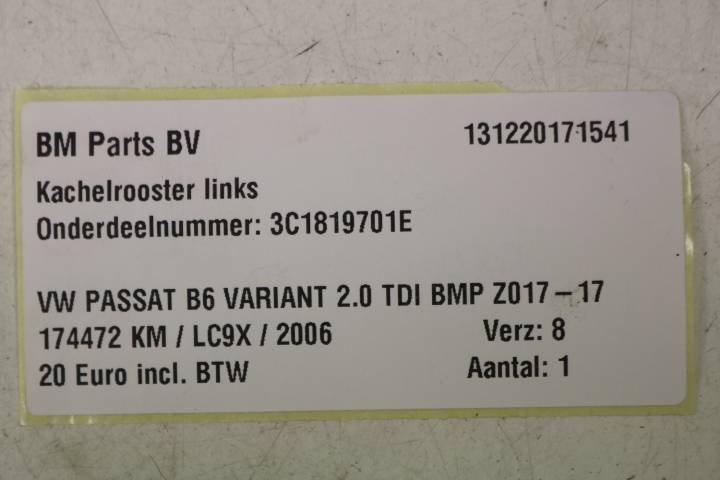 BM Parts BV 131220171541
Kachelrooster links
Onderdeelnummer: 3C1819701E
VW PASSAT B6 VARIANT 2.0 TDI BMP Z017-17
174472 KM / LC9X / 2006 Verz: 8
20 Euro incl. BTW Aantal: 1